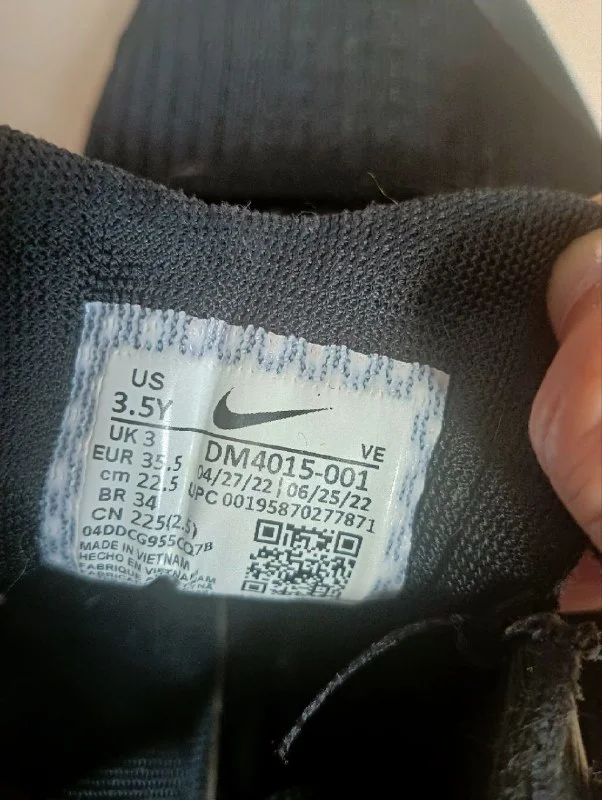 US
3.5Y
UK 3
EUR 35.5
cm 22.5
BR 34
CN 225(2.5)
VE
DM4015-001
04/27/22 | 06/25/22
UPC 00195870277871
04DDCG955CQ7B
MADE IN VIETNAM
HECHO EN VIETNAM
FABRIQUE